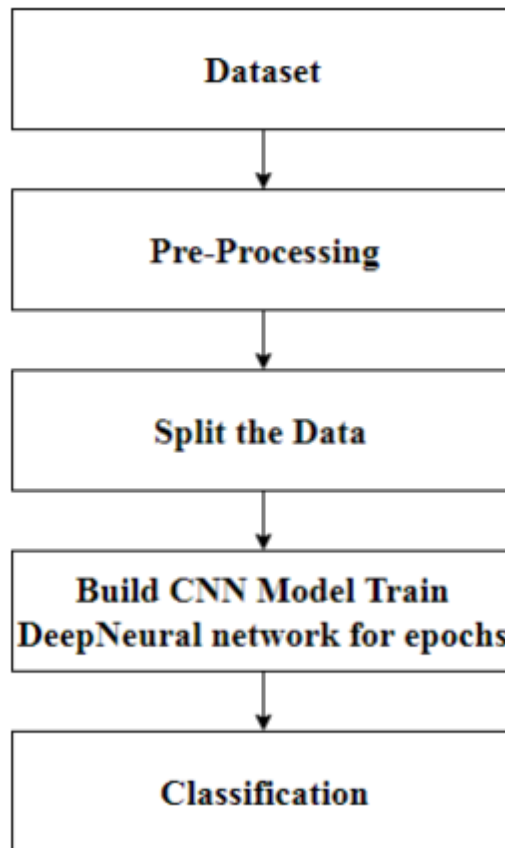 Dataset
Pre-Processing
Split the Data
Build CNN Model Train
DeepNeural network for epochs
Classification